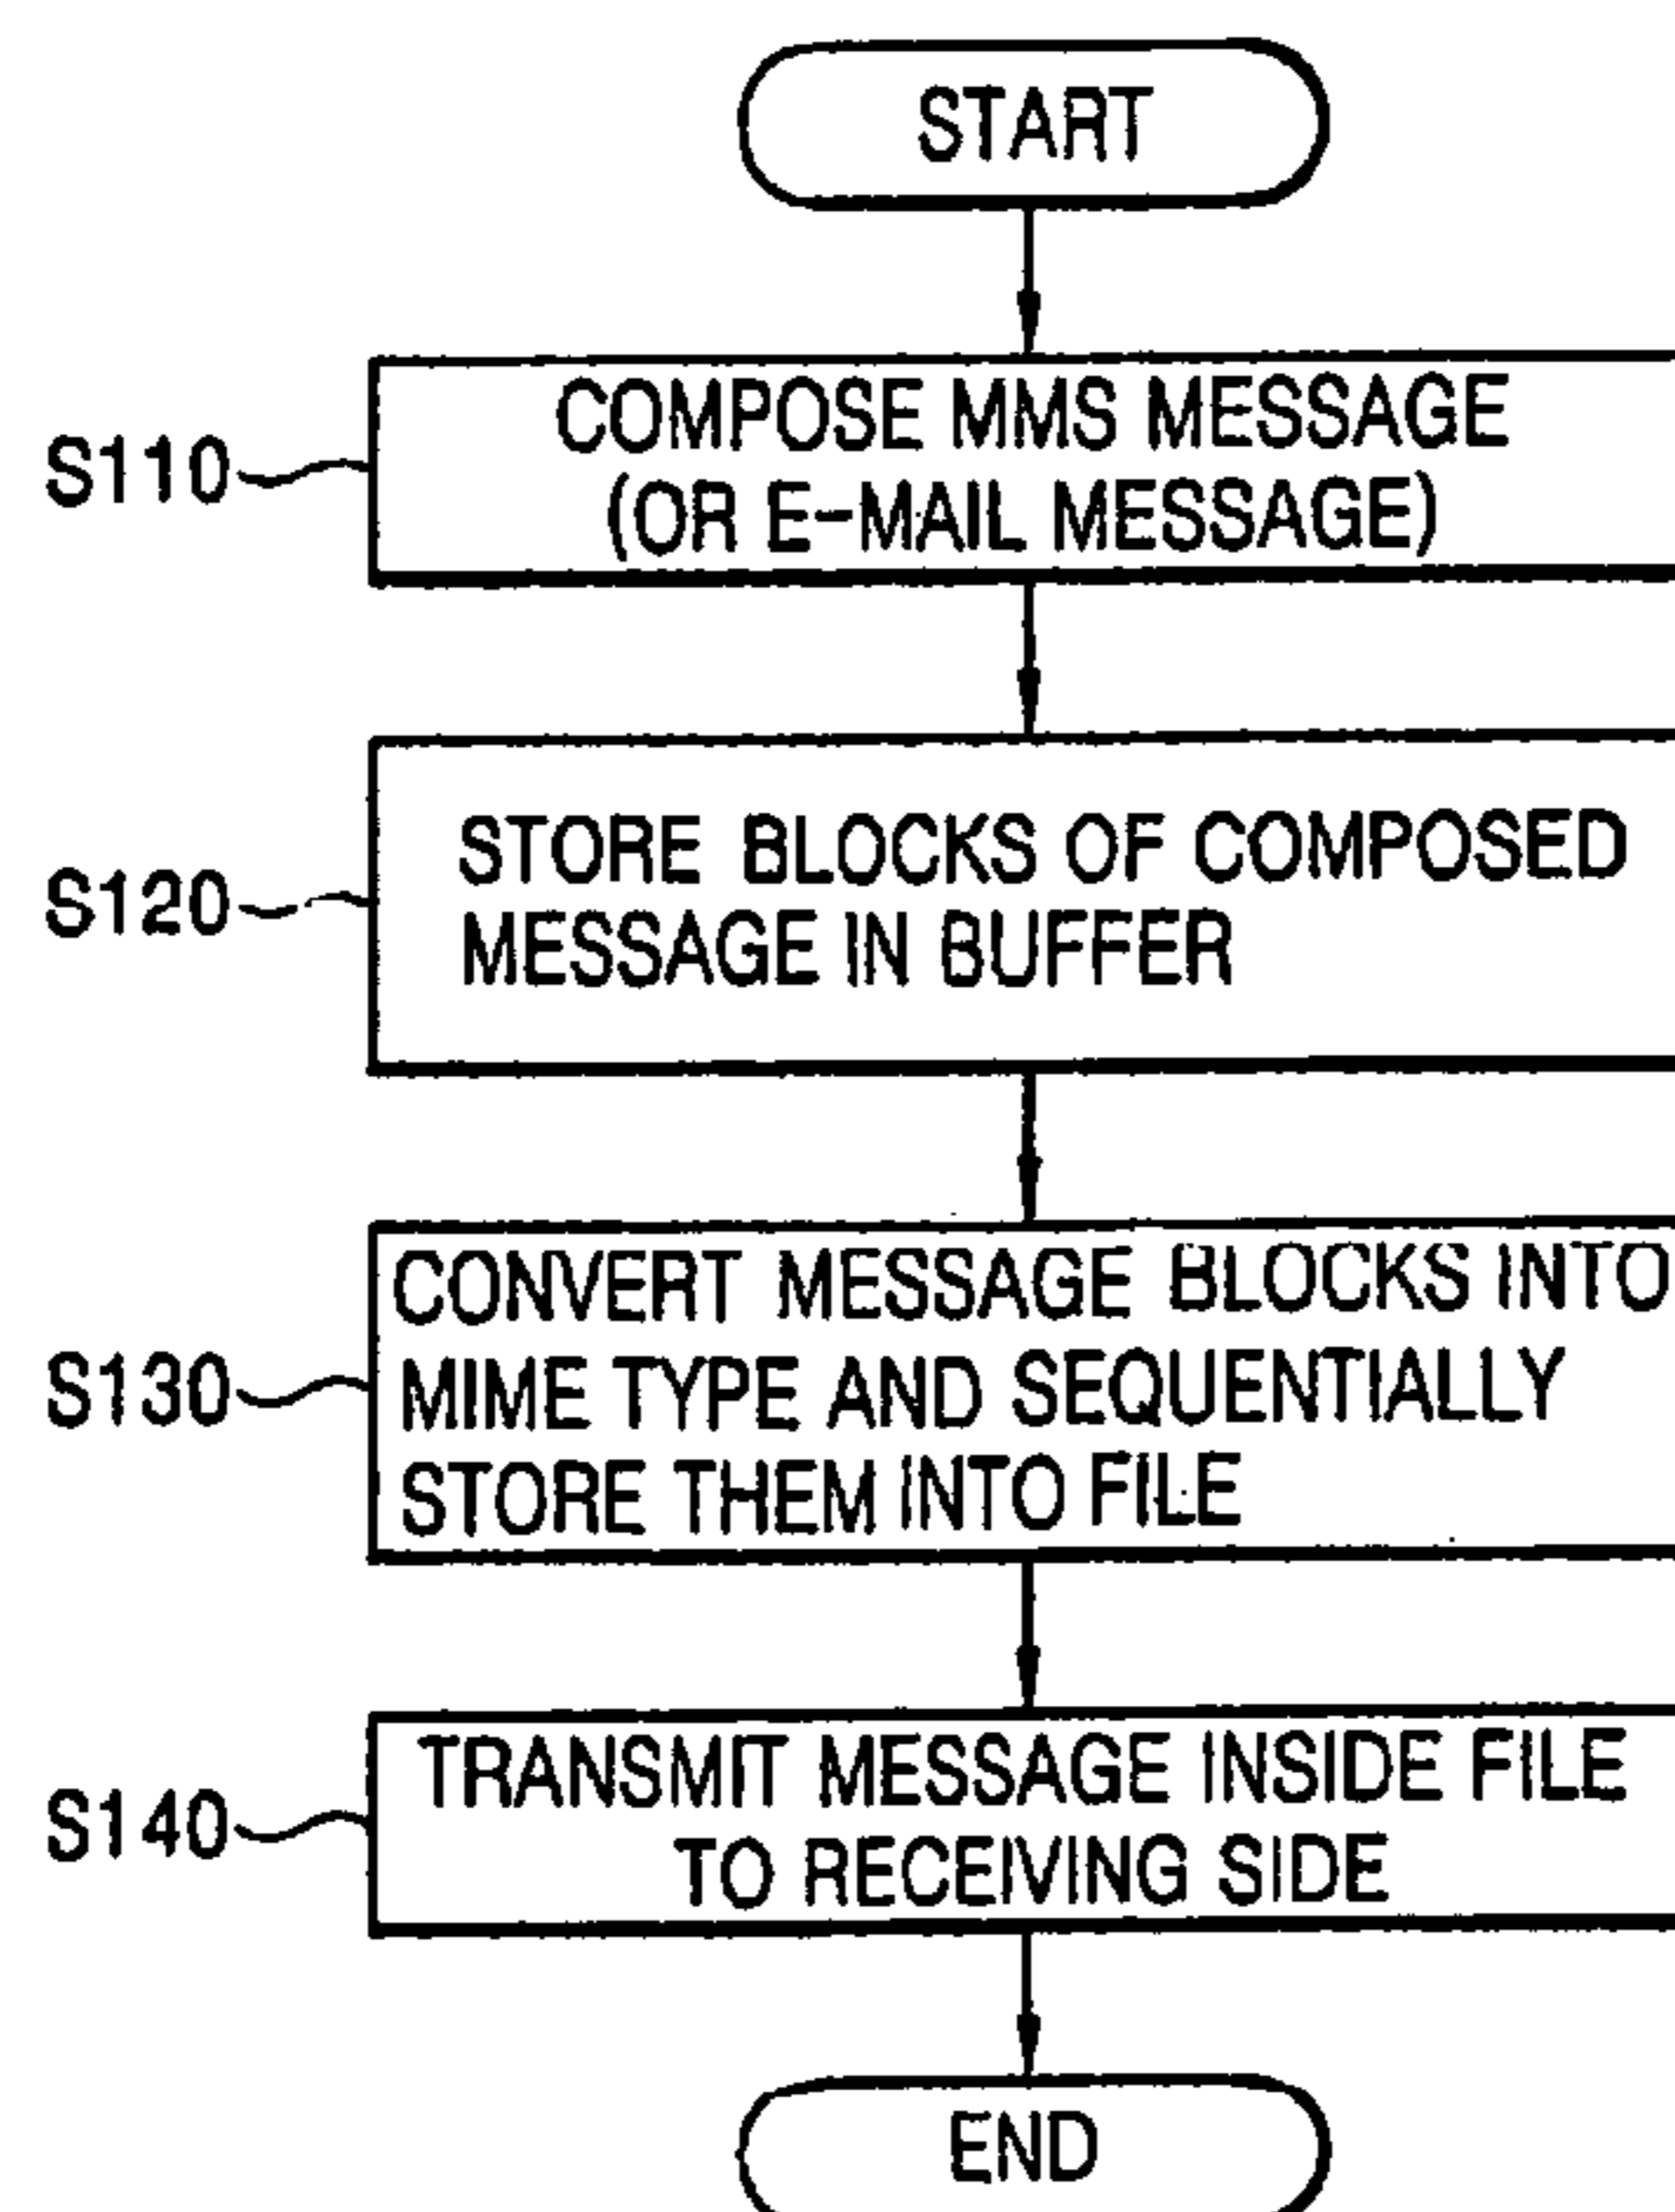 START
S110
COMPOSE MMS MESSAGE
(OR E-MAIL MESSAGE)
S120
STORE BLOCKS OF COMPOSED
MESSAGE IN BUFFER
S130
CONVERT MESSAGE BLOCKS INTO
MIME TYPE AND SEQUENTIALLY
STORE THEM INTO FILE
S140
TRANSMIT MESSAGE INSIDE FILE
TO RECEIVING SIDE
END